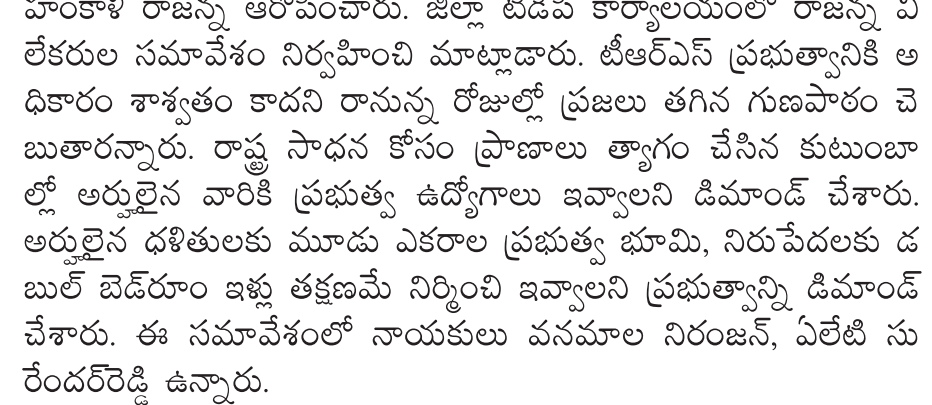 హంకాళి రాజన్న ఆరోపించారు. జిల్లా టిడిపి కార్యాలయంలో రాజన్న వి
లేకరుల సమావేశం నిర్వహించి మాట్లాడారు. టీఆర్ఎస్ ప్రభుత్వానికి అ
ధికారం శాశ్వతం కాదని రానున్న రోజుల్లో ప్రజలు తగిన గుణపాఠం చె
బుతారన్నారు. రాష్ట్ర సాధన కోసం ప్రాణాలు త్యాగం చేసిన కుటుంబా
ల్లో అర్హులైన వారికి ప్రభుత్వ ఉద్యోగాలు ఇవ్వాలని డిమాండ్ చేశారు.
అర్హులైన ధళితులకు మూడు ఎకరాల ప్రభుత్వ భూమి, నిరుపేదలకు డ
బుల్ బెడ్‌రూం ఇళ్లు తక్షణమే నిర్మించి ఇవ్వాలని ప్రభుత్వాన్ని డిమాండ్
చేశారు. ఈ సమావేశంలో నాయకులు వనమాల నిరంజన్, ఏలేటి సు
రేందర్‌రెడ్డి ఉన్నారు.